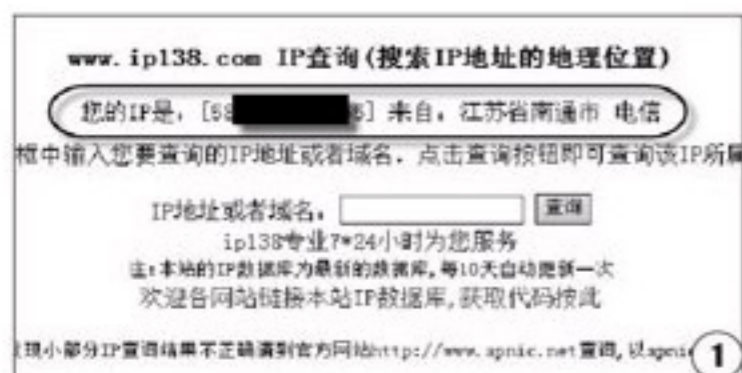 www.ip138.com IP查询(搜索IP地址的地理位置)
您的IP是：[58 5] 来自：江苏省南通市 电信
框中输入您要查询的IP地址或者域名，点击查询按钮即可查询该IP所属
IP地址或者域名： 查询
ip138专业7*24小时为您服务
注:本站的IP数据库为最新的数据库,每10天自动更新一次
欢迎各网站链接本站IP数据库,获取代码按此
现小部分IP查询结果不正确请到官方网站http://www.apnic.net查询,以apnic
1